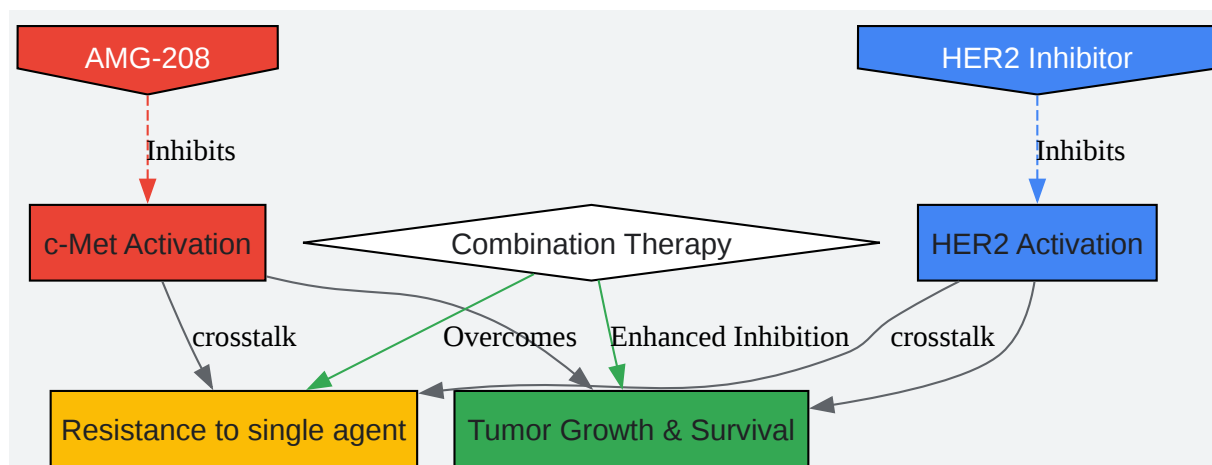 AMG-208
HER2 Inhibitor
Inhibits
Inhibits
c-Met Activation
Combination Therapy
HER2 Activation
crosstalk
Overcomes
Enhanced Inhibition
crosstalk
Resistance to single agent
Tumor Growth & Survival